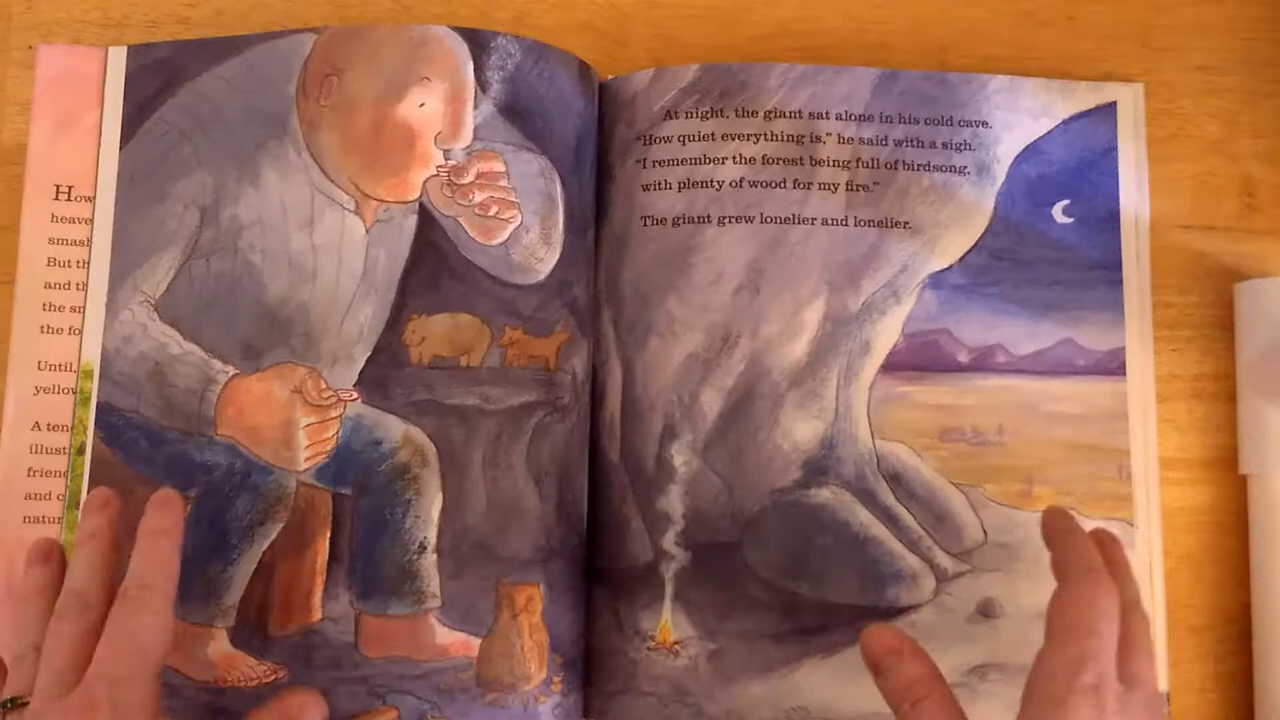 How
heave
smash
But th
and th
the sr
the fo
Until,
yellow
A ten
illust
friend
and c
natur
At night, the giant sat alone in his cold cave.
"How quiet everything is," he said with a sigh.
"I remember the forest being full of birdsong,
with plenty of wood for my fire."
The giant grew lonelier and lonelier.